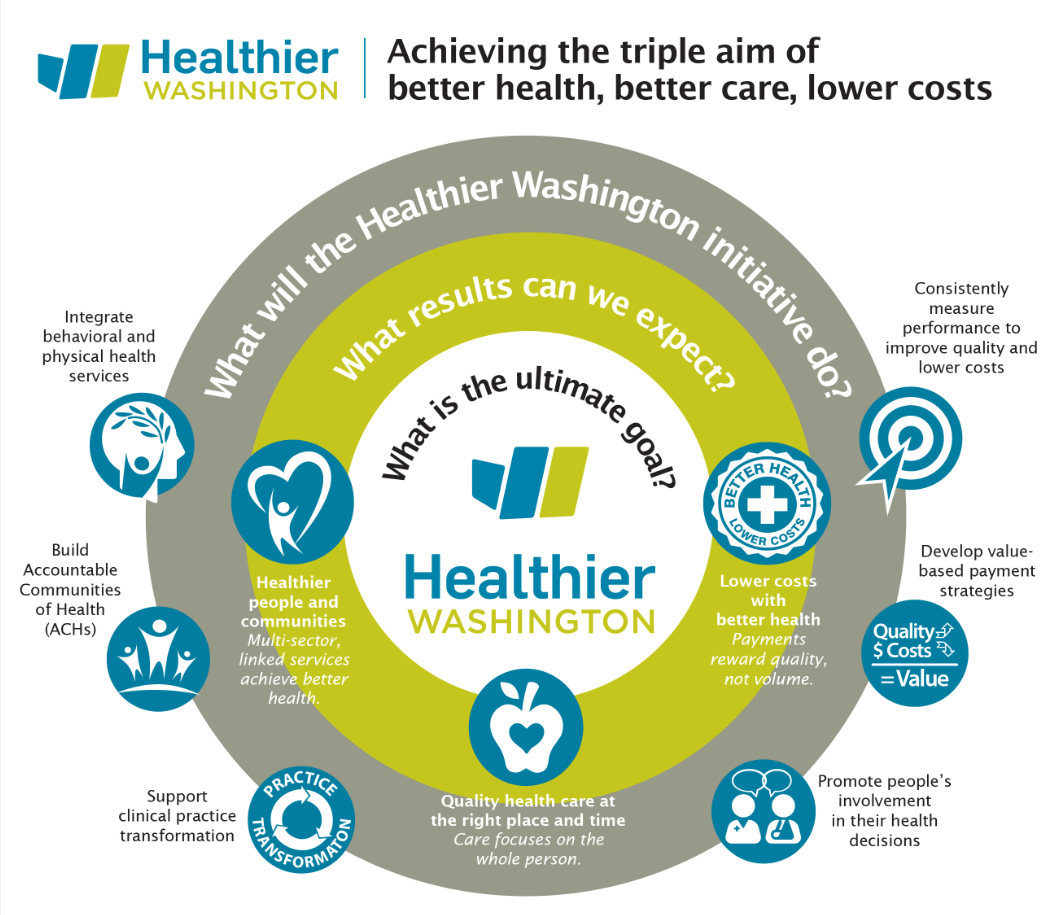 Healthier
WASHINGTON
Achieving the triple aim of
better health, better care, lower costs
What will the Healthier Washington initiative do?
What results can we expect?
What is the ultimate goal?
Healthier
WASHINGTON
Integrate
behavioral and
physical health
services
Build
Accountable
Communities
of Health
(ACHs)
Support
clinical practice
transformation
PRACTICE
TRANSFORMATON
Healthier
people and
communities
Multi-sector,
linked services
achieve better
health.
Quality health care at
the right place and time
Care focuses on the
whole person.
BETTER HEALTH
LOWER COSTS
Lower costs
with
better health
Payments
reward quality,
not volume.
Consistently
measure
performance to
improve quality and
lower costs
Develop value-
based payment
strategies
Quality
$ Costs
=Value
Promote people’s
involvement
in their health
decisions